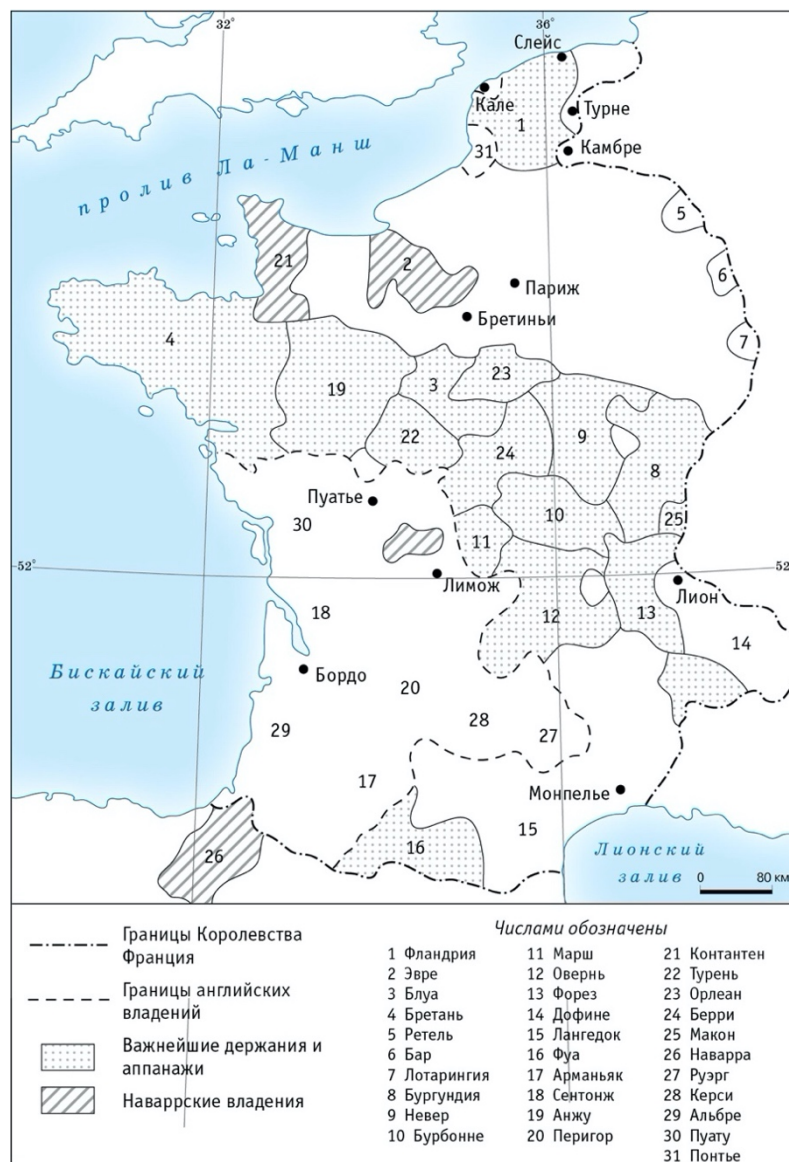 32°
36°
Слейс
Кале
Турне
1
31
Камбре
пролив Ла-Манш
5
21
2
6
Париж
Бретиньи
7
4
19
3
23
22
24
9
8
Пуатье
30
10
25
11
52°
52°
Лимож
Лион
18
12
13
14
Бискайский
залив
Бордо
20
28
29
27
17
Монпелье
15
16
26
Лионский
залив
0 80 км
Границы Королевства
Франция
Границы английских
владений
Важнейшие держания и
аппанажи
Наваррские владения
Числами обозначены
1 Фландрия
2 Эвре
3 Блуа
4 Бретань
5 Ретель
6 Бар
7 Лотарингия
8 Бургундия
9 Невер
10 Бурбонне
11 Марш
12 Овернь
13 Форез
14 Дофине
15 Лангедок
16 Фуа
17 Арманьяк
18 Сентонж
19 Анжу
20 Перигор
21 Контантен
22 Турень
23 Орлеан
24 Берри
25 Макон
26 Наварра
27 Руэрг
28 Керси
29 Альбре
30 Пуату
31 Понтье